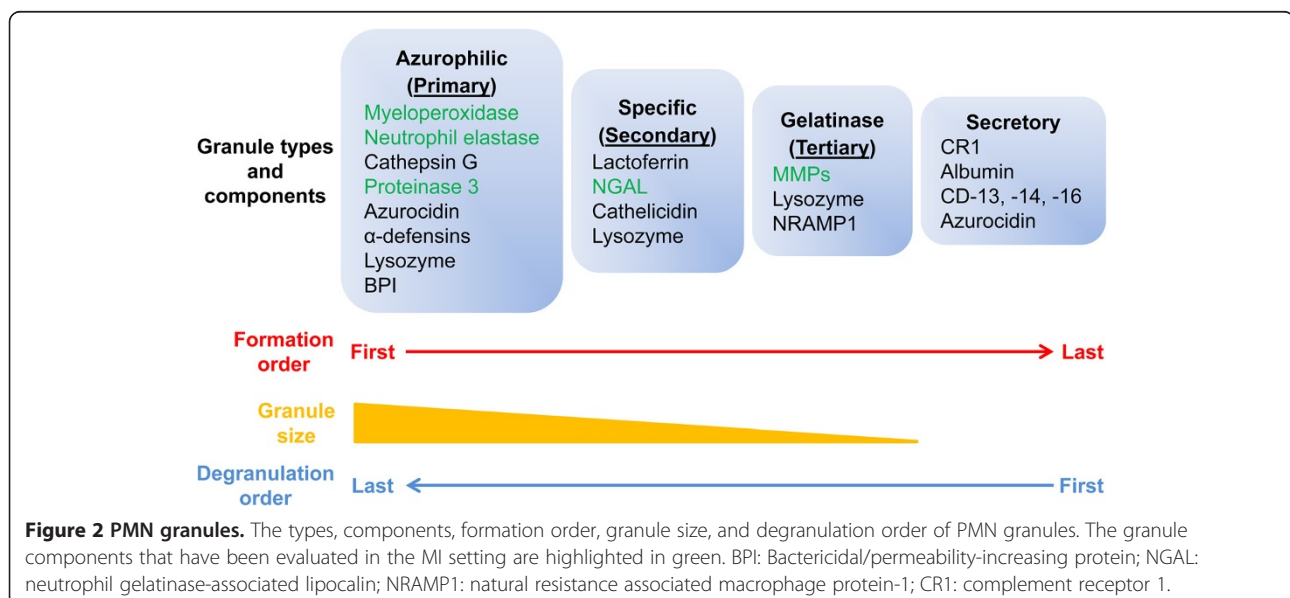 Granule types
and
components
Azurophilic
(Primary)
Myeloperoxidase
Neutrophil elastase
Cathepsin G
Proteinase 3
Azurocidin
α-defensins
Lysozyme
BPI
Specific
(Secondary)
Lactoferrin
NGAL
Cathelicidin
Lysozyme
Gelatinase
(Tertiary)
MMPs
Lysozyme
NRAMP1
Secretory
CR1
Albumin
CD-13, -14, -16
Azurocidin
Formation
order
First
Last
Granule
size
Degranulation
order
Last
First
Figure 2 PMN granules. The types, components, formation order, granule size, and degranulation order of PMN granules. The granule
components that have been evaluated in the MI setting are highlighted in green. BPI: Bactericidal/permeability-increasing protein; NGAL:
neutrophil gelatinase-associated lipocalin; NRAMP1: natural resistance associated macrophage protein-1; CR1: complement receptor 1.